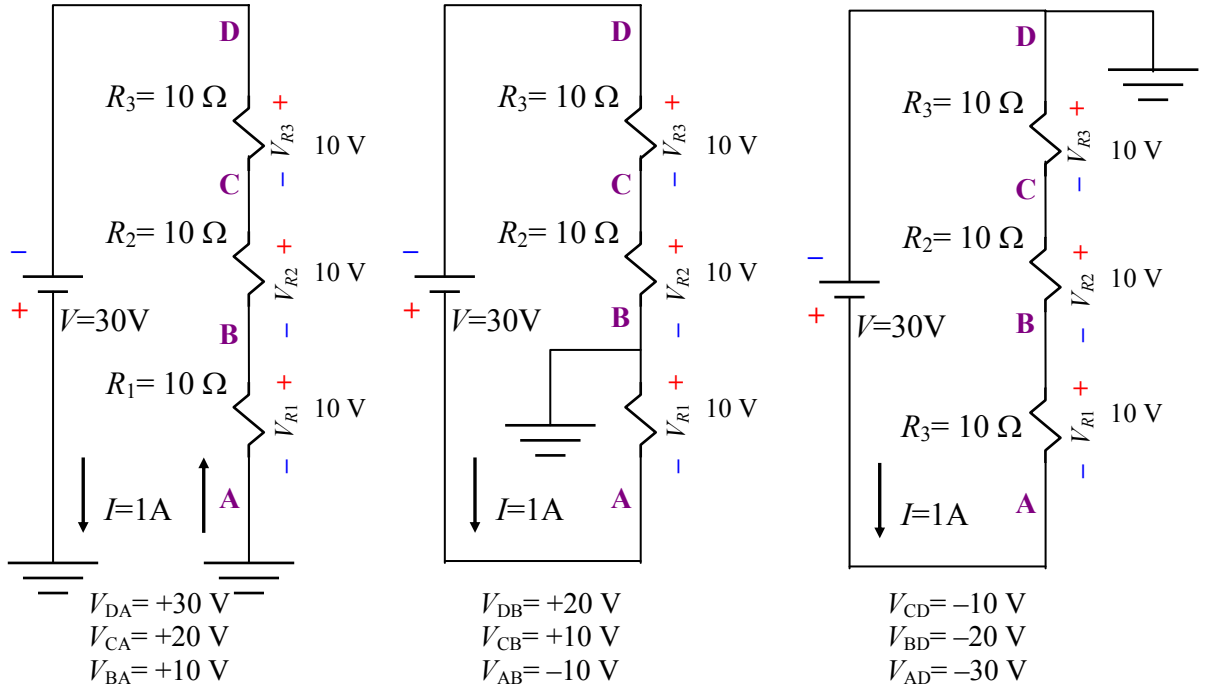 D
R3= 10 Ω
+
VR3
10 V
–
C
R2= 10 Ω
+
VR2
10 V
–
–
+
V=30V
B
R1= 10 Ω
+
VR1
10 V
–
A
I=1A
VDA= +30 V
VCA= +20 V
VBA= +10 V
D
R3= 10 Ω
+
VR3
10 V
–
C
R2= 10 Ω
+
VR2
10 V
–
–
+
V=30V
B
+
VR1
10 V
–
A
I=1A
VDB= +20 V
VCB= +10 V
VAB= –10 V
D
R3= 10 Ω
+
VR3
10 V
–
C
R2= 10 Ω
+
VR2
10 V
–
–
+
V=30V
B
R3= 10 Ω
+
VR1
10 V
–
A
I=1A
VCD= –10 V
VBD= –20 V
VAD= –30 V